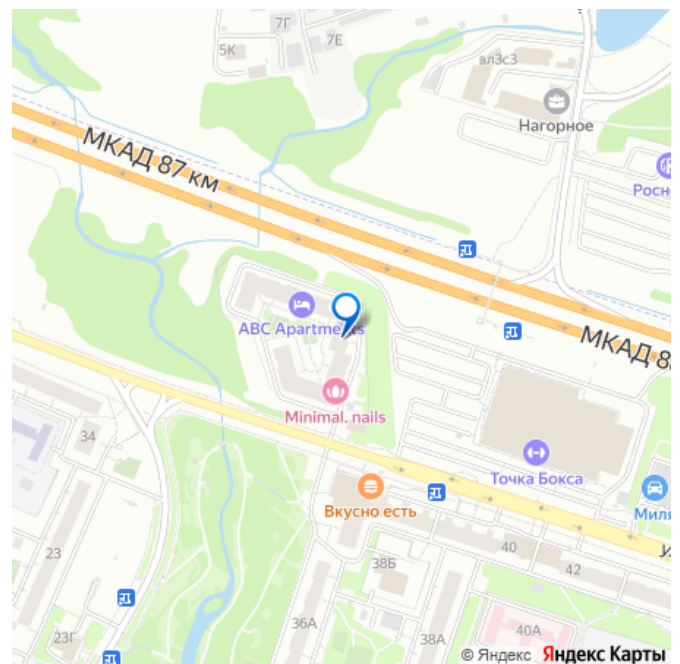 7Г
7Е
5К
вл3с3
Нагорное
МКАД 87 км
Росн
ABC Apartments
МКАД 8
Minimal. nails
34
Точка Бокса
Вкусно есть
Миля
И
23
38Б
40
42
36А
38А
40А
23Г
© Яндекс Яндекс Карты